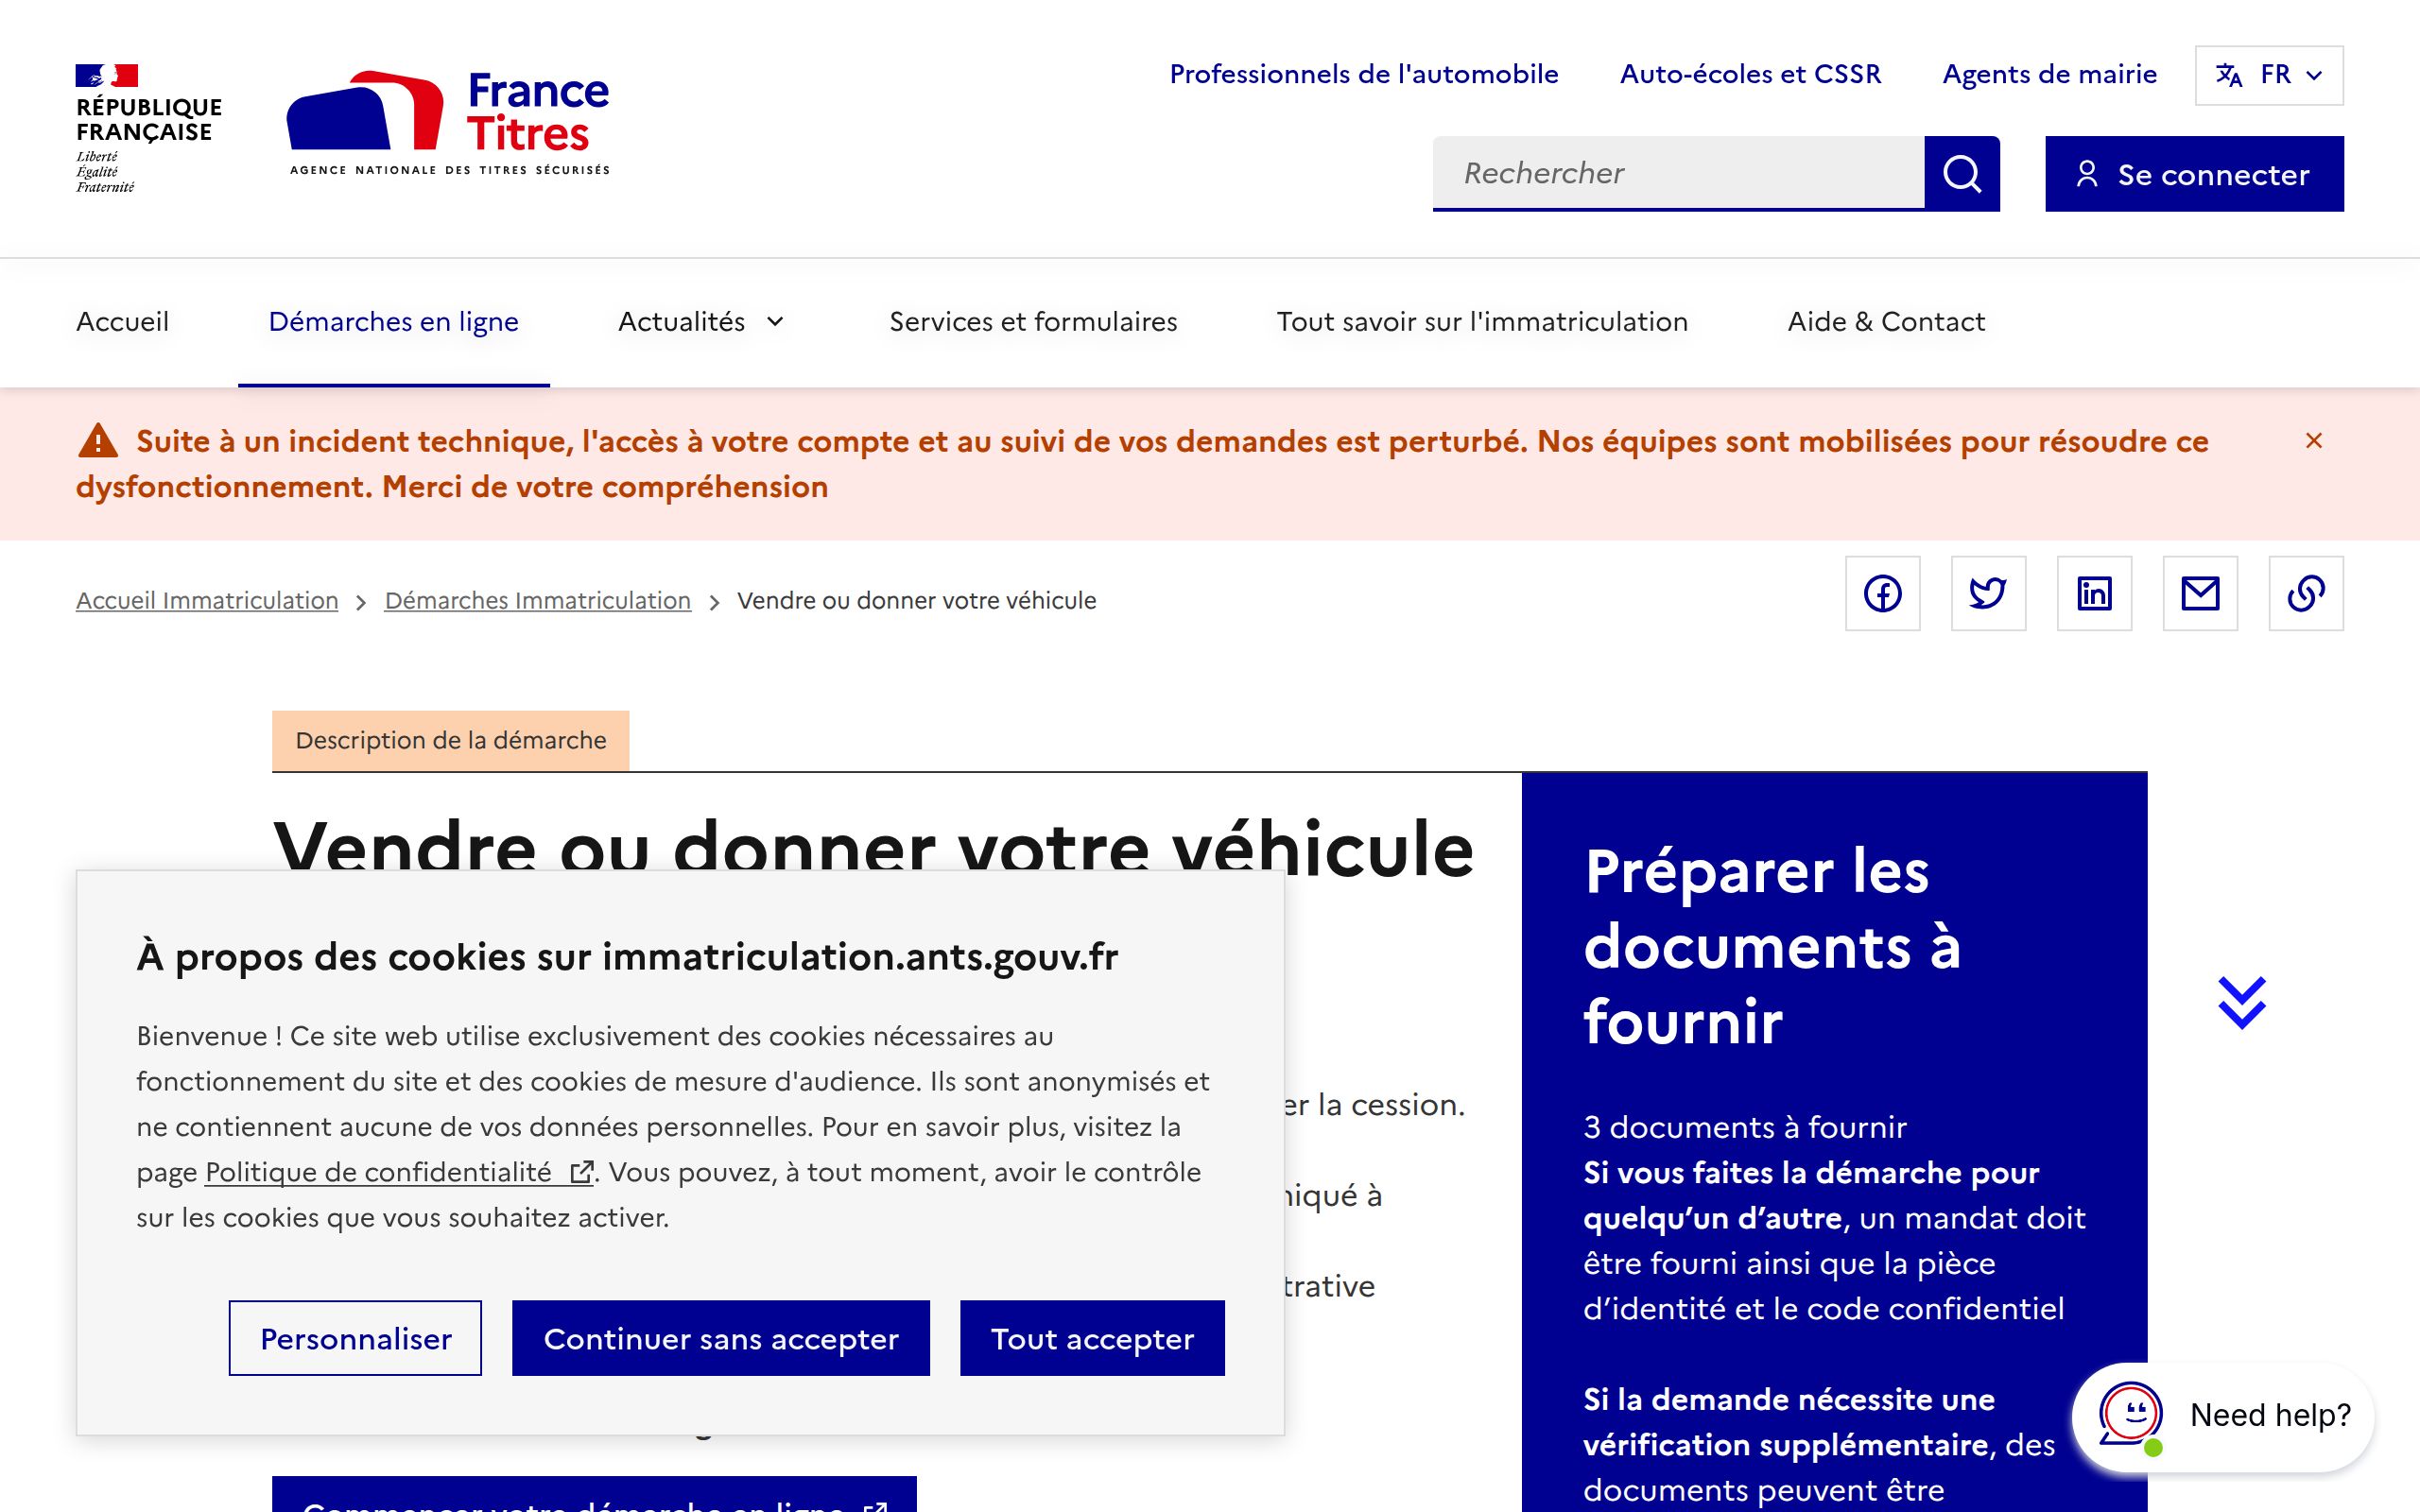 RÉPUBLIQUE
FRANÇAISE
Liberté
Égalité
Fraternité
France
Titres
AGENCE NATIONALE DES TITRES SÉCURISÉS
Professionnels de l'automobile
Auto-écoles et CSSR
Agents de mairie
FR
Rechercher
Se connecter
Accueil
Démarches en ligne
Actualités
Services et formulaires
Tout savoir sur l'immatriculation
Aide & Contact
Suite à un incident technique, l'accès à votre compte et au suivi de vos demandes est perturbé. Nos équipes sont mobilisées pour résoudre ce
dysfonctionnement. Merci de votre compréhension
Accueil Immatriculation
Démarches Immatriculation
Vendre ou donner votre véhicule
Description de la démarche
Vendre ou donner votre véhicule
À propos des cookies sur immatriculation.ants.gouv.fr
Bienvenue ! Ce site web utilise exclusivement des cookies nécessaires au
fonctionnement du site et des cookies de mesure d'audience. Ils sont anonymisés et
ne contiennent aucune de vos données personnelles. Pour en savoir plus, visitez la
page Politique de confidentialité. Vous pouvez, à tout moment, avoir le contrôle
sur les cookies que vous souhaitez activer.
Personnaliser
Continuer sans accepter
Tout accepter
la cession.
à
Commencer votre démarche en ligne
Préparer les
documents à
fournir
3 documents à fournir
Si vous faites la démarche pour
quelqu’un d’autre, un mandat doit
être fourni ainsi que la pièce
d’identité et le code confidentiel
Si la demande nécessite une
vérification supplémentaire, des
documents peuvent être
Need help?